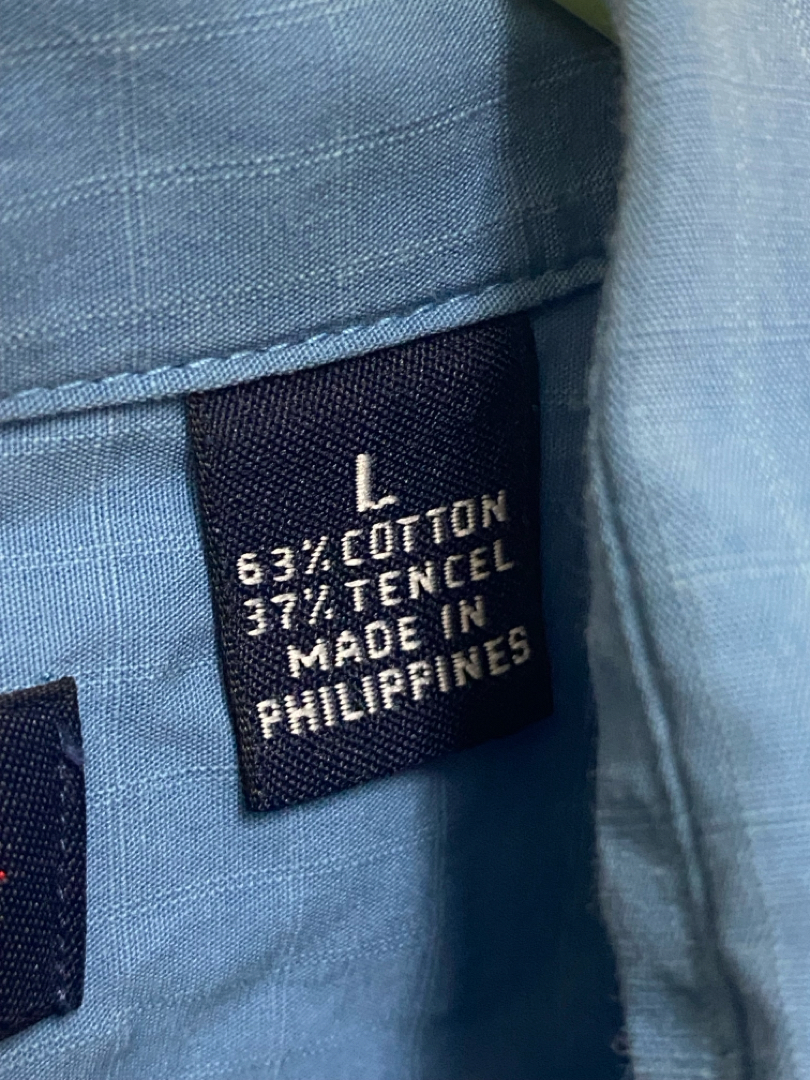 L
63% COTTON
37% TENCEL
MADE IN
PHILIPPINES